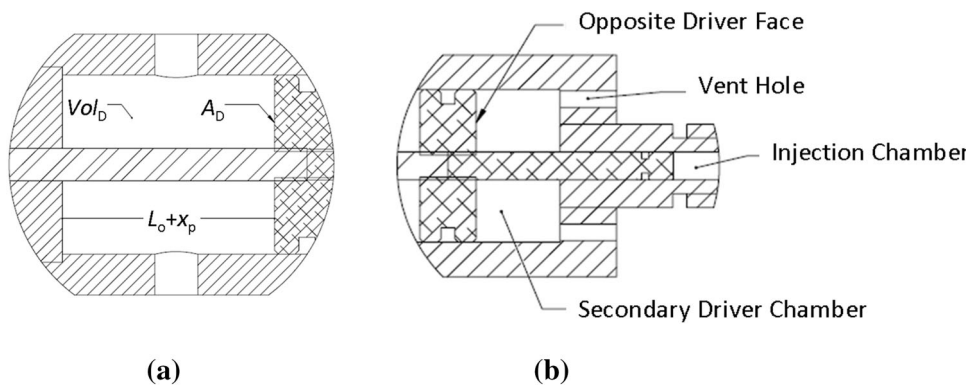 Vol_D
A_D
L_o+x_p
(a)
Opposite Driver Face
Vent Hole
Injection Chamber
Secondary Driver Chamber
(b)